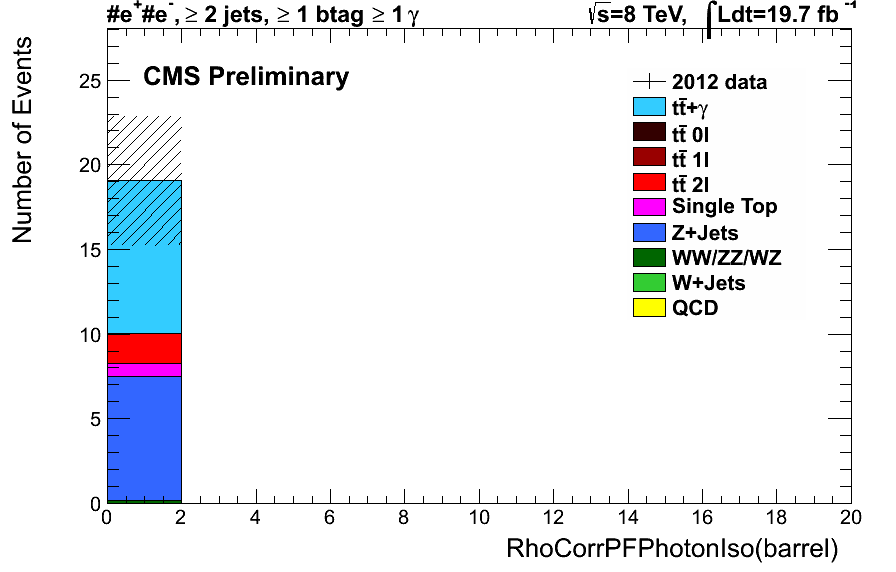 #e+#e-, ≥ 2 jets, ≥ 1 btag ≥ 1 γ
√s=8 TeV, ∫Ldt=19.7 fb-1
CMS Preliminary
2012 data
tt̄+γ
tt̄ 0l
tt̄ 1l
tt̄ 2l
Single Top
Z+Jets
WW/ZZ/WZ
W+Jets
QCD
Number of Events
25
20
15
10
5
0
0 2 4 6 8 10 12 14 16 18 20
RhoCorrPFPhotonIso(barrel)